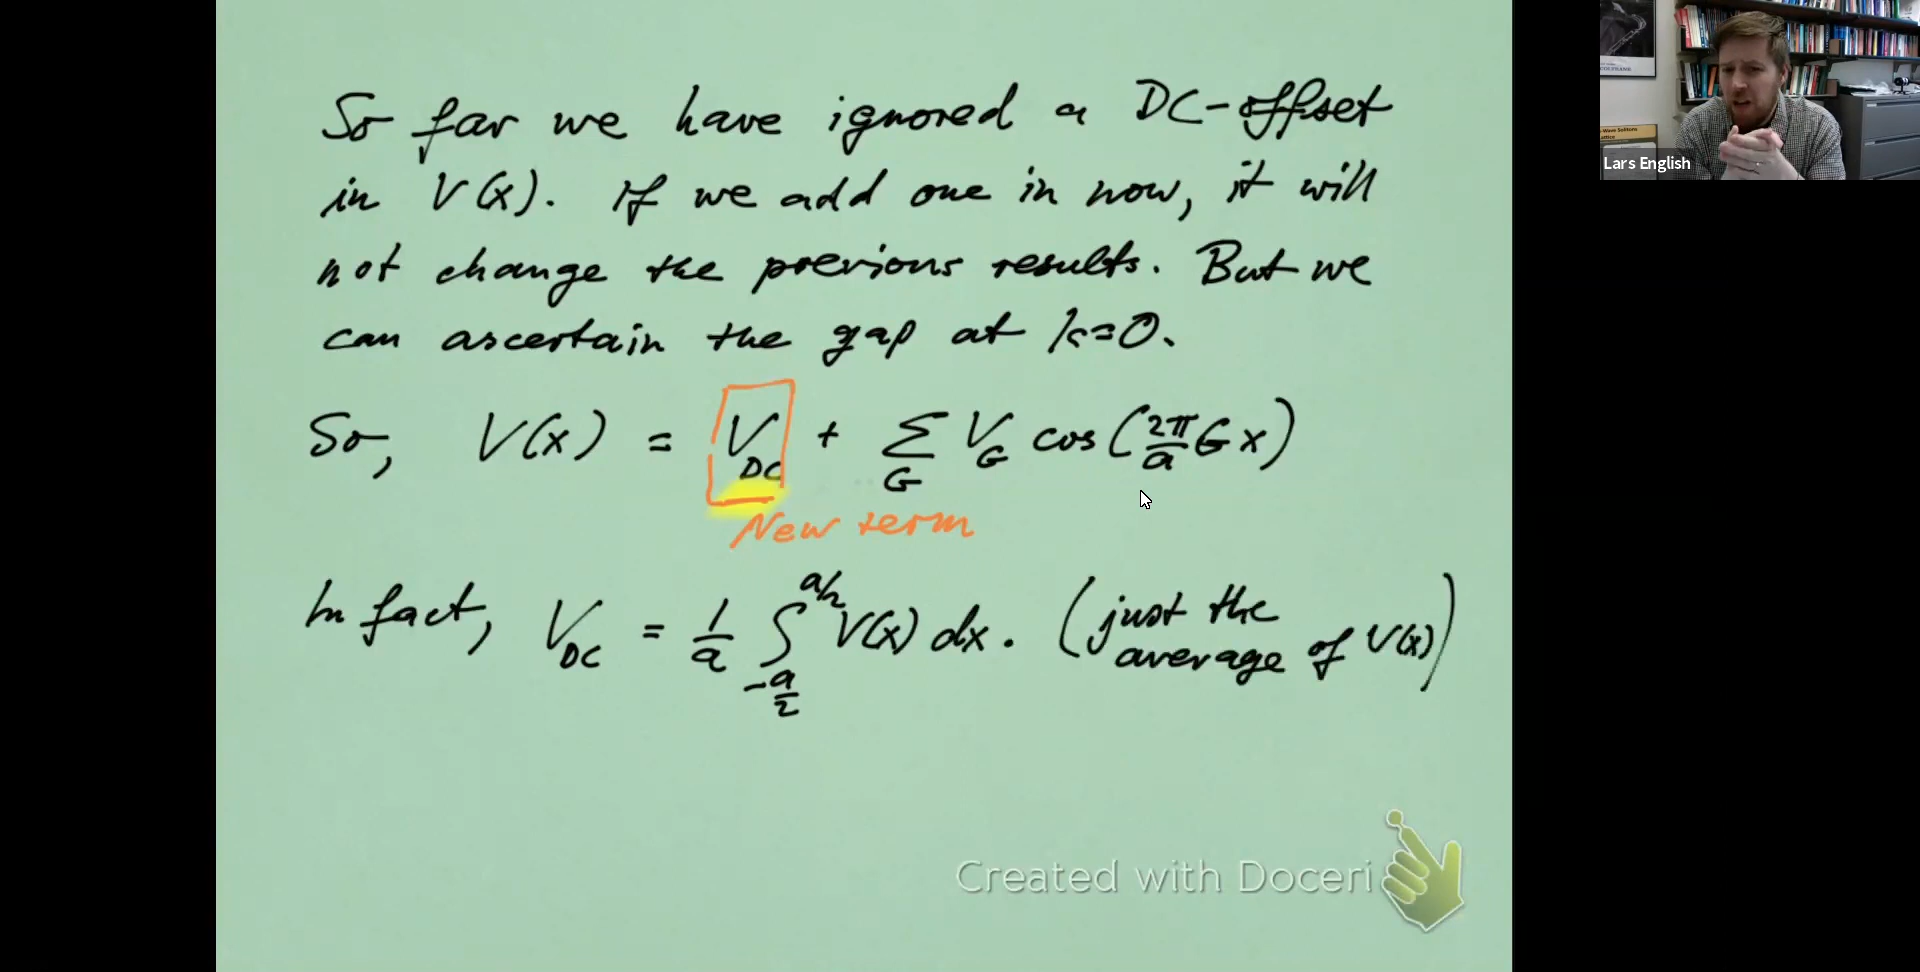 So far we have ignored a DC-offset
in V(x). If we add one in now, it will
not change the previous results. But we
can ascertain the gap at k=0.
So, V(x) = V_DC + Σ_G V_G cos(2π/a G x)
New term
In fact, V_DC = 1/a ∫_{-a/2}^{a/2} V(x) dx. (just the average of V(x))
Created with Doceri
Lars English